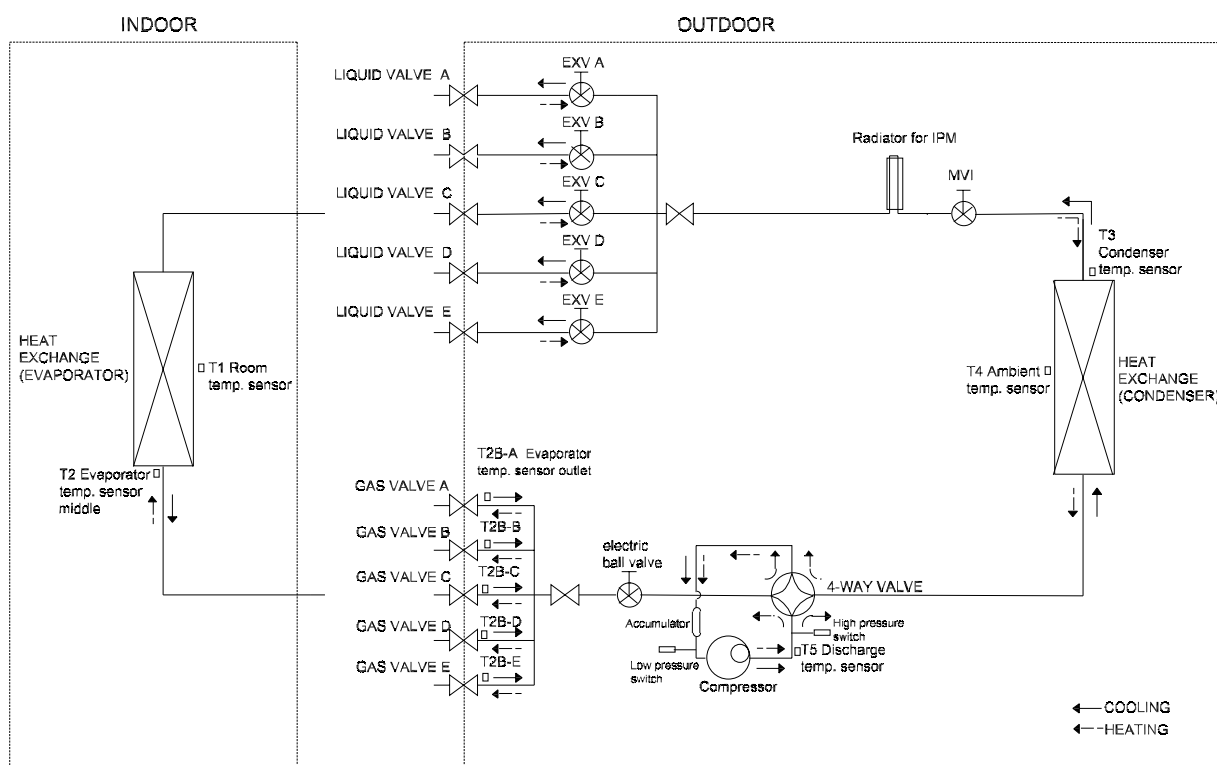 INDOOR
OUTDOOR
LIQUID VALVE A
EXV A
LIQUID VALVE B
EXV B
LIQUID VALVE C
EXV C
LIQUID VALVE D
EXV D
LIQUID VALVE E
EXV E
Radiator for IPM
MVI
T3
Condenser
temp. sensor
HEAT
EXCHANGE
(EVAPORATOR)
T1 Room
temp. sensor
T4 Ambient
temp. sensor
HEAT
EXCHANGE
(CONDENSER)
T2 Evaporator
temp. sensor
middle
T2B-A Evaporator
temp. sensor outlet
GAS VALVE A
GAS VALVE B
T2B-B
GAS VALVE C
T2B-C
GAS VALVE D
T2B-D
GAS VALVE E
T2B-E
electric
ball valve
4-WAY VALVE
Accumulator
High pressure
switch
Low pressure
switch
T5 Discharge
temp. sensor
Compressor
COOLING
HEATING